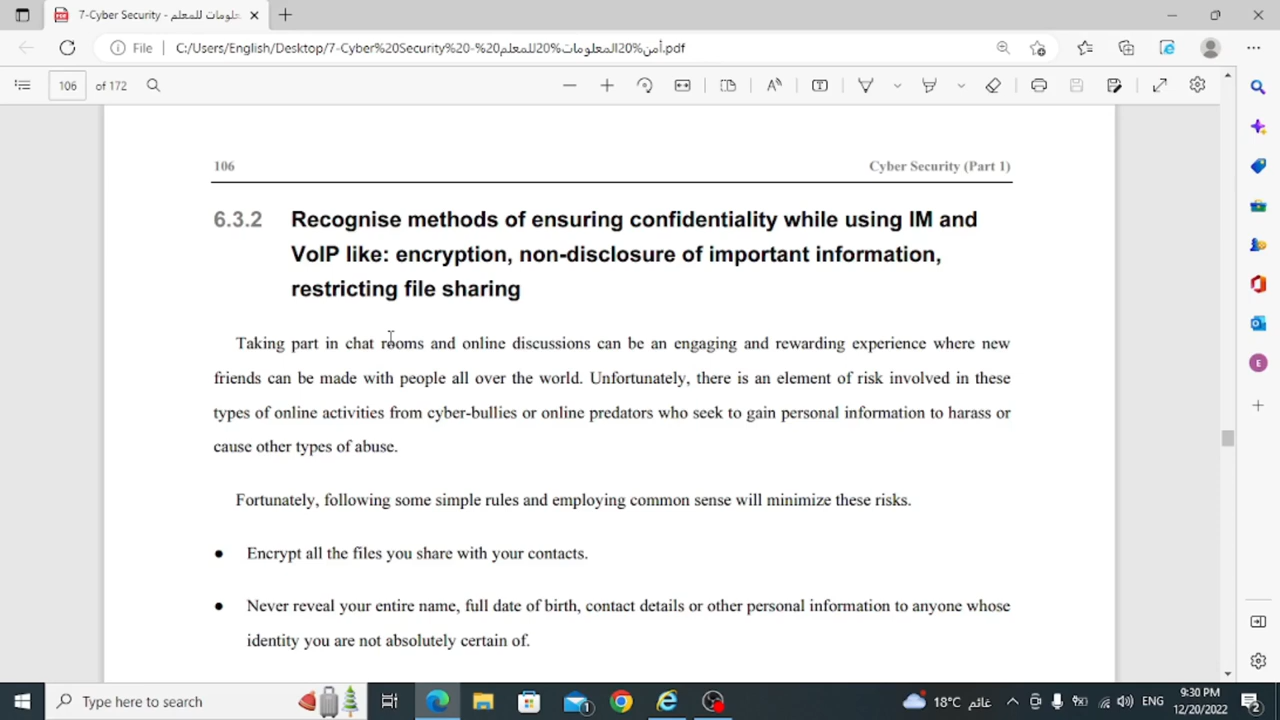 7-Cyber Security - علومات للمعلم
File
C:/Users/English/Desktop/7-Cyber%20Security%20-%20أمن%20المعلومات%20للمعلم.pdf
106 of 172
106 Cyber Security (Part 1)
6.3.2 Recognise methods of ensuring confidentiality while using IM and
VoIP like: encryption, non-disclosure of important information,
restricting file sharing
Taking part in chat rooms and online discussions can be an engaging and rewarding experience where new
friends can be made with people all over the world. Unfortunately, there is an element of risk involved in these
types of online activities from cyber-bullies or online predators who seek to gain personal information to harass or
cause other types of abuse.
Fortunately, following some simple rules and employing common sense will minimize these risks.
● Encrypt all the files you share with your contacts.
● Never reveal your entire name, full date of birth, contact details or other personal information to anyone whose
identity you are not absolutely certain of.
E
Type here to search
1
18°C غائم
ENG
9:30 PM
12/20/2022
2